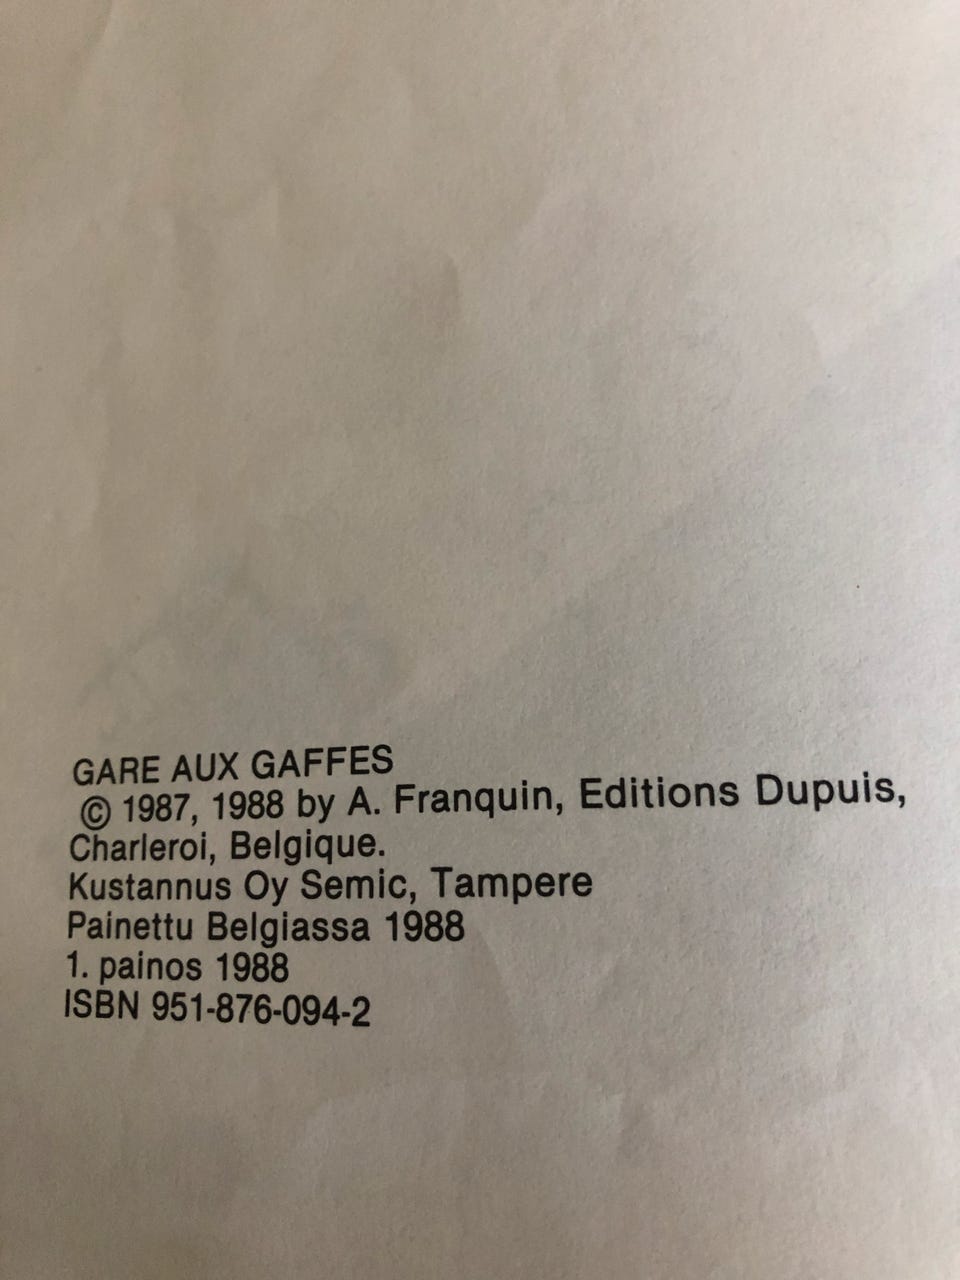 GARE AUX GAFFES
© 1987, 1988 by A. Franquin, Editions Dupuis,
Charleroi, Belgique.
Kustannus Oy Semic, Tampere
Painettu Belgiassa 1988
1. painos 1988
ISBN 951-876-094-2